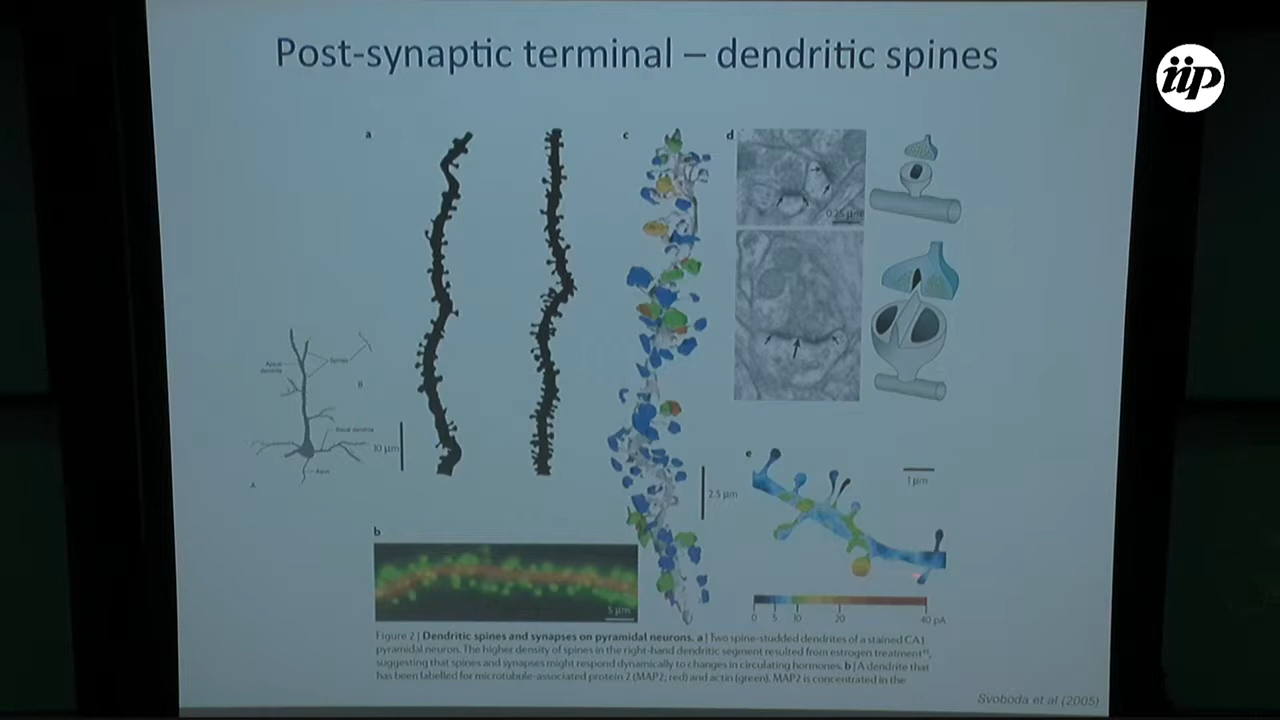 Post-synaptic terminal – dendritic spines
iip
a
c
d
0.25 µm
Apical
dendrite
Spines
B
Basal dendrite
10 µm
Axon
A
e
1 µm
2.5 µm
b
5 µm
0 5 10 20 40 pA
Figure 2 | Dendritic spines and synapses on pyramidal neurons. a | Two spine-studded dendrites of a stained CA1
pyramidal neuron. The higher density of spines in the right-hand dendritic segment resulted from estrogen treatment
suggesting that spines and synapses might respond dynamically to changes in circulating hormones. b | A dendrite that
has been labelled for microtubule-associated protein 2 (MAP2; red) and actin (green). MAP2 is concentrated in the
Svoboda et al (2005)